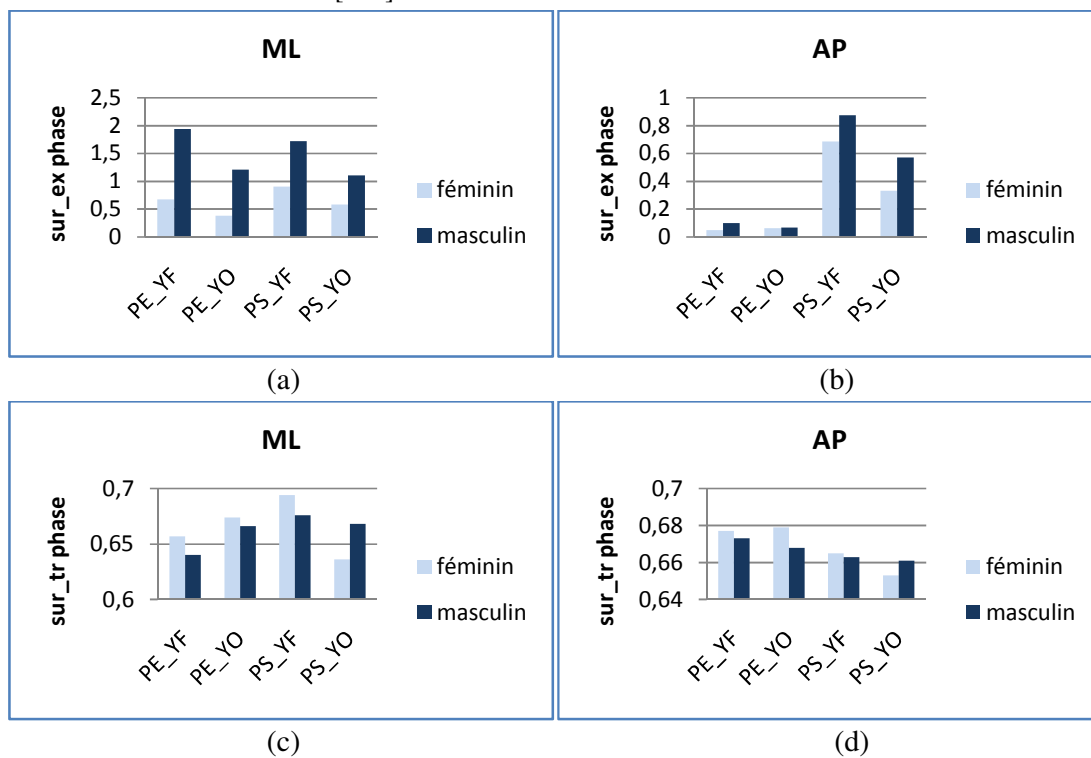 ML
sur_ex phase
2,5
2
1,5
1
0,5
0
PE_YF
PE_YO
PS_YF
PS_YO
féminin
masculin
(a)
AP
sur_ex phase
1
0,8
0,6
0,4
0,2
0
PE_YF
PE_YO
PS_YF
PS_YO
féminin
masculin
(b)
ML
sur_tr phase
0,7
0,65
0,6
PE_YF
PE_YO
PS_YF
PS_YO
féminin
masculin
(c)
AP
sur_tr phase
0,7
0,68
0,66
0,64
PE_YF
PE_YO
PS_YF
PS_YO
féminin
masculin
(d)